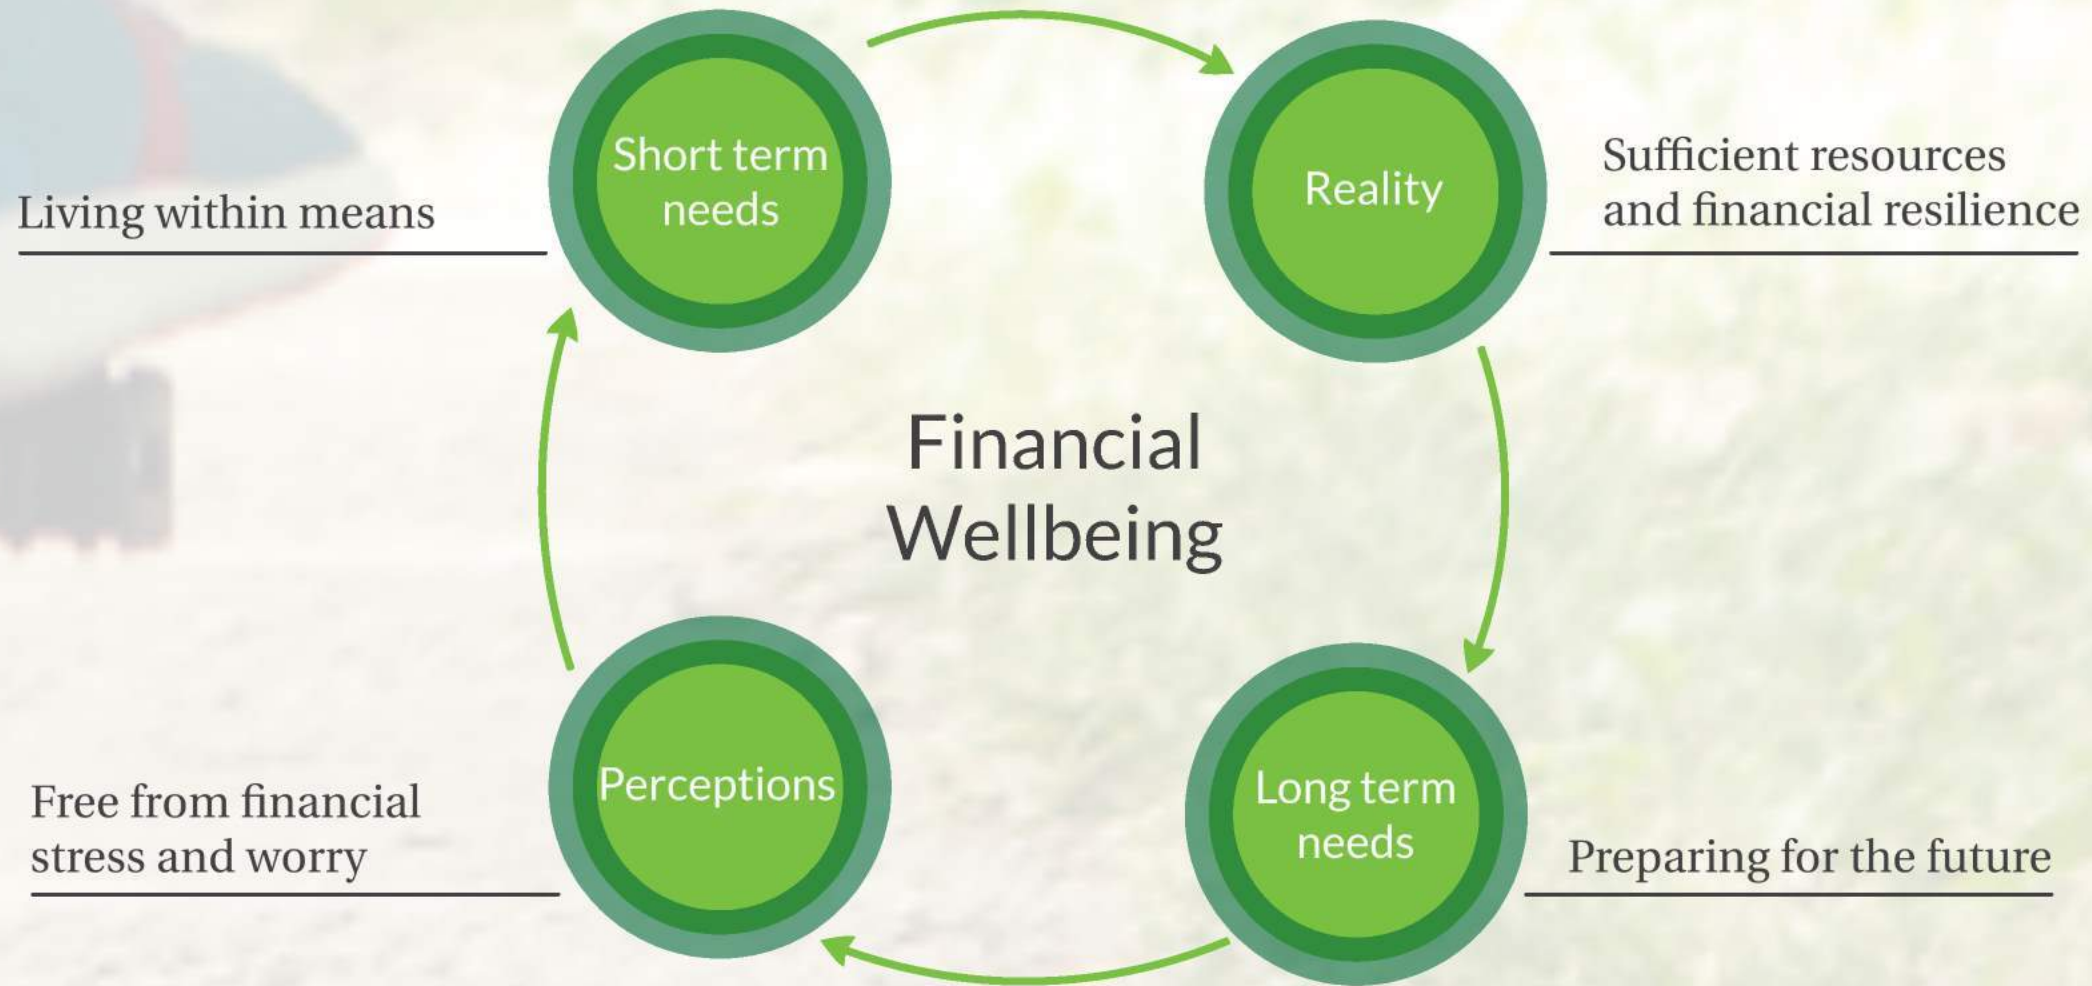 Short term
needs
Reality
Living within means
Sufficient resources
and financial resilience
Financial
Wellbeing
Perceptions
Long term
needs
Free from financial
stress and worry
Preparing for the future